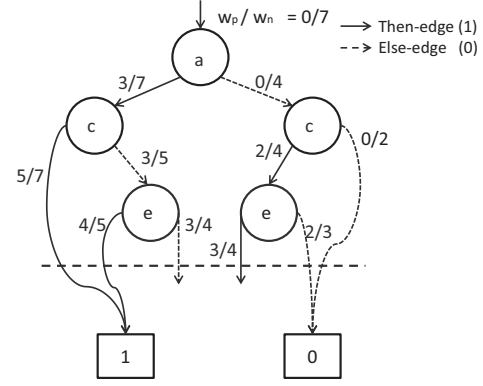 wₚ/wₙ = 0/7
Then-edge (1)
Else-edge (0)
a
3/7
0/4
c
c
5/7
3/5
2/4
0/2
4/5
e
3/4
e
3/4
2/3
1
0